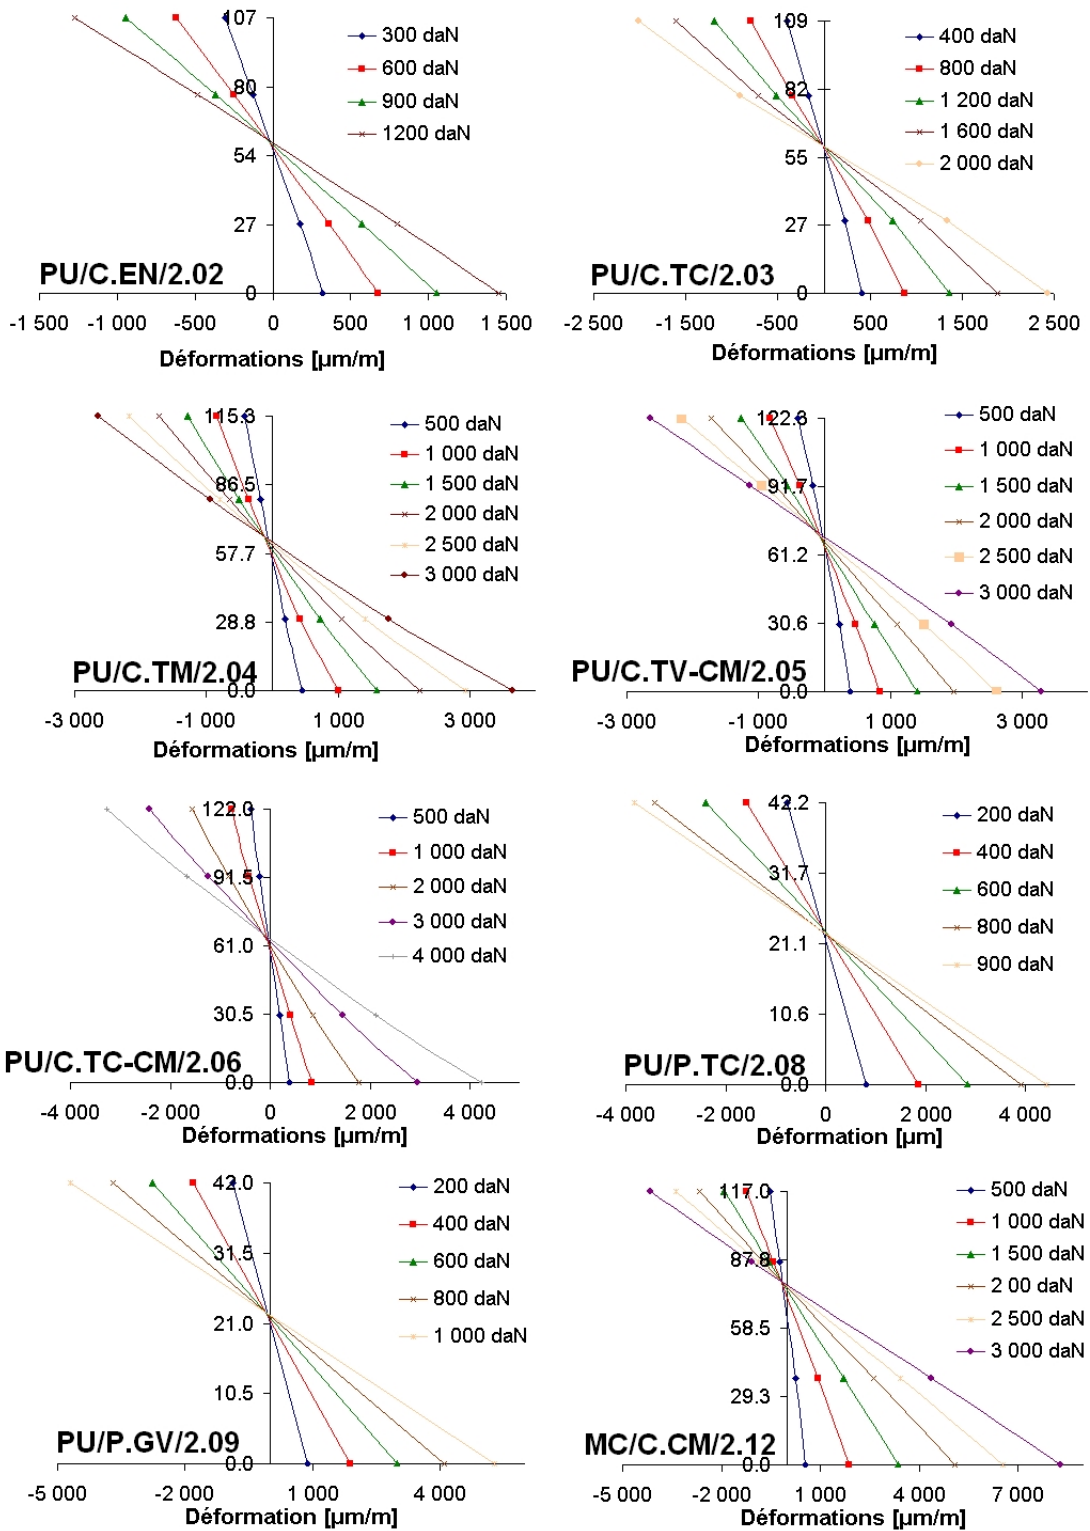 107
80
54
27
0
300 daN
600 daN
900 daN
1200 daN
PU/C.EN/2.02
-1 500 -1 000 -500 0 500 1 000 1 500
Déformations [µm/m]
109
82
55
27
0
400 daN
800 daN
1 200 daN
1 600 daN
2 000 daN
PU/C.TC/2.03
-2 500 -1 500 -500 500 1 500 2 500
Déformations [µm/m]
115.3
86.5
57.7
28.8
0.0
500 daN
1 000 daN
1 500 daN
2 000 daN
2 500 daN
3 000 daN
PU/C.TM/2.04
-3 000 -1 000 1 000 3 000
Déformations [µm/m]
122.3
91.7
61.2
30.6
0.0
500 daN
1 000 daN
1 500 daN
2 000 daN
2 500 daN
3 000 daN
PU/C.TV-CM/2.05
-3 000 -1 000 1 000 3 000
Déformations [µm/m]
122.0
91.5
61.0
30.5
0.0
500 daN
1 000 daN
2 000 daN
3 000 daN
4 000 daN
PU/C.TC-CM/2.06
-4 000 -2 000 0 2 000 4 000
Déformations [µm/m]
42.2
31.7
21.1
10.6
0.0
200 daN
400 daN
600 daN
800 daN
900 daN
PU/P.TC/2.08
-4 000 -2 000 0 2 000 4 000
Déformation [µm]
42.0
31.5
21.0
10.5
0.0
200 daN
400 daN
600 daN
800 daN
1 000 daN
PU/P.GV/2.09
-5 000 -2 000 1 000 4 000
Déformation [µm/m]
117.0
87.8
58.5
29.3
0.0
500 daN
1 000 daN
1 500 daN
2 00 daN
2 500 daN
3 000 daN
MC/C.CM/2.12
-5 000 -2 000 1 000 4 000 7 000
Déformations [µm/m]